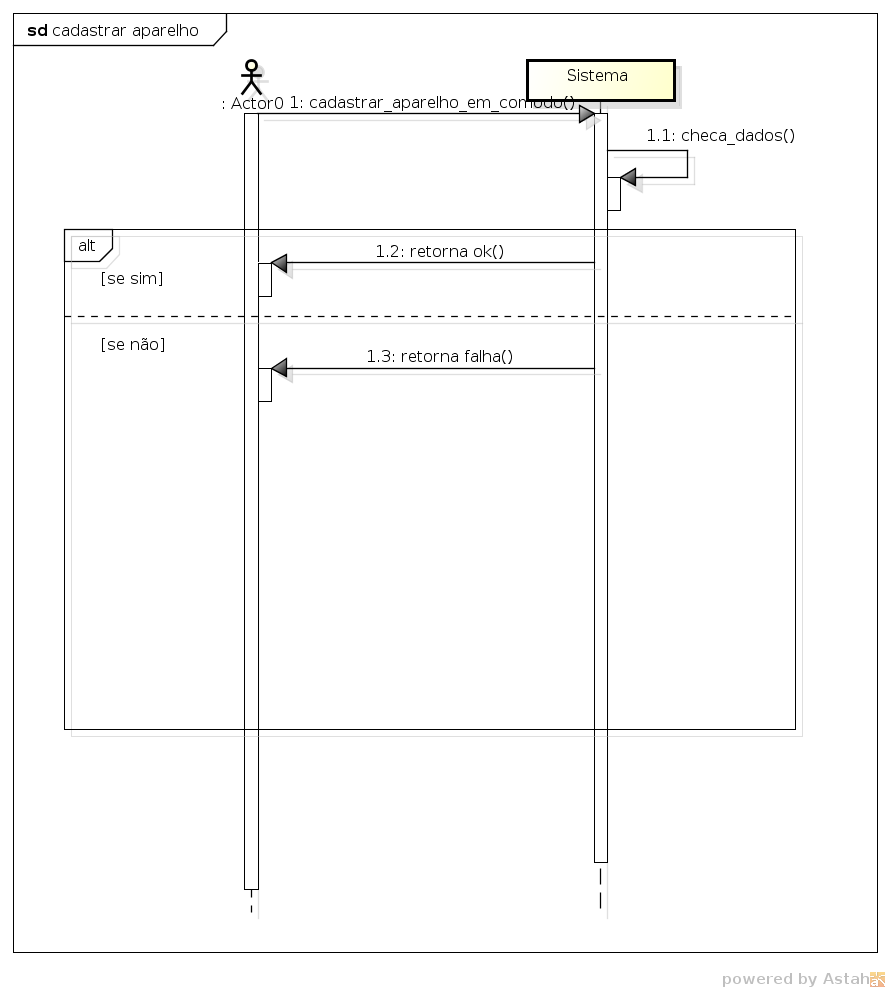 sd cadastrar aparelho
Sistema
: Actor0
1: cadastrar_aparelho_em_comodo()
1.1: checa_dados()
alt
1.2: retorna ok()
[se sim]
[se não]
1.3: retorna falha()
powered by Astah